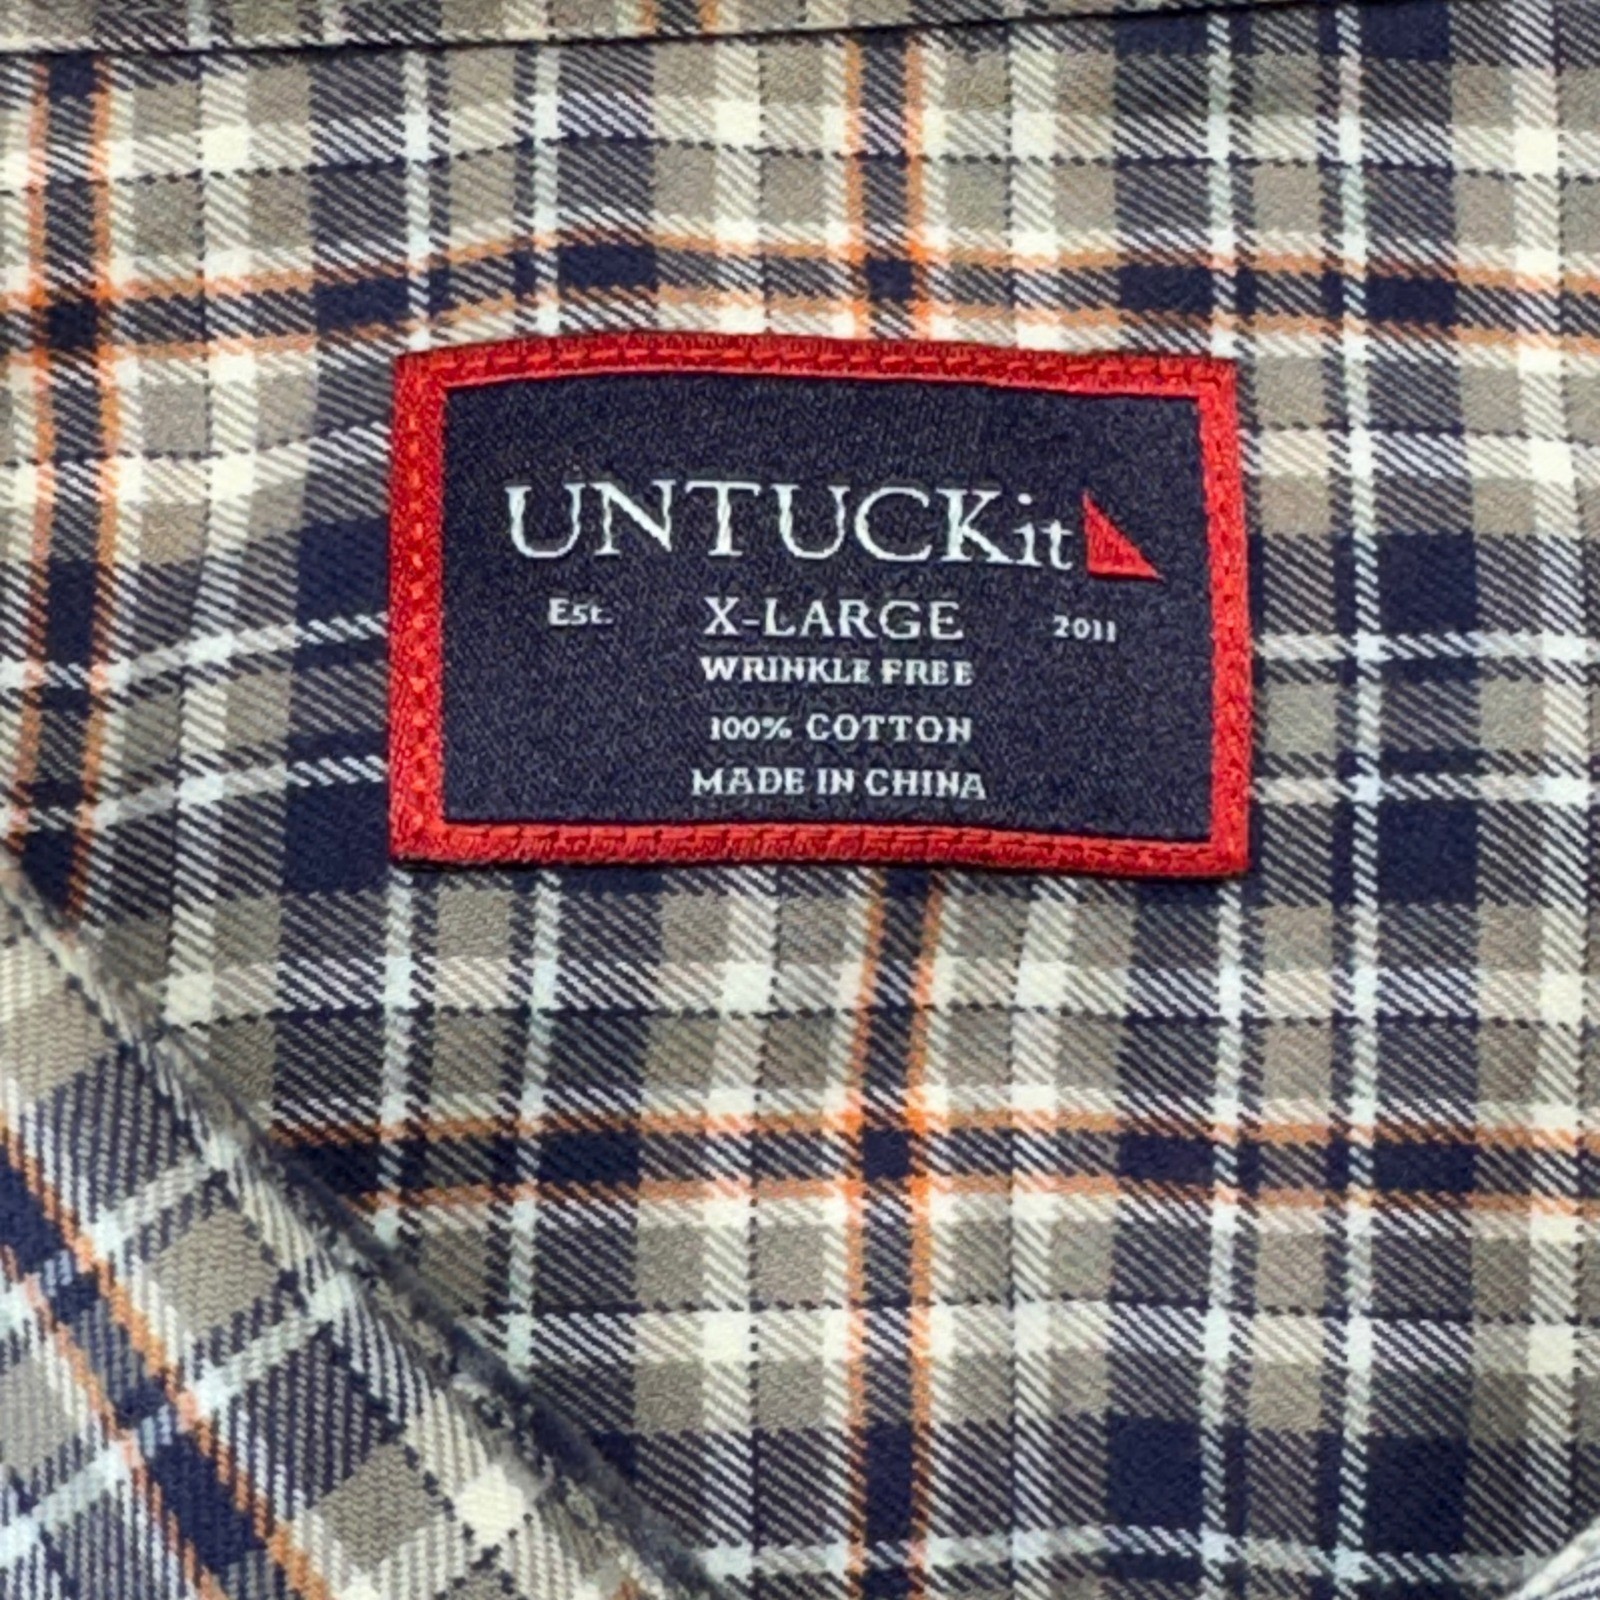 UNTUCKit
Est. X-LARGE 2011
WRINKLE FREE
100% COTTON
MADE IN CHINA